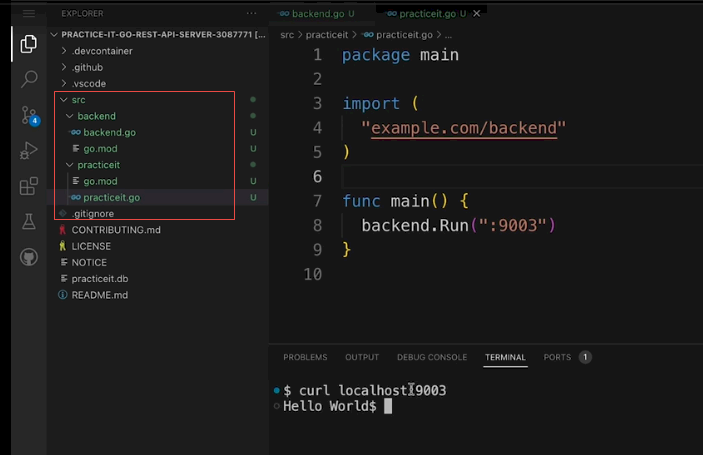 EXPLORER
PRACTICE-IT-GO-REST-API-SERVER-3087771 [...
.devcontainer
.github
.vscode
src
backend
backend.go U
go.mod U
practiceit
go.mod U
practiceit.go U
.gitignore
CONTRIBUTING.md
LICENSE
NOTICE
practiceit.db
README.md
4
backend.go U practiceit.go U
src > practiceit > practiceit.go > ...
1 package main
2
3 import (
4 "example.com/backend"
5 )
6
7 func main() {
8 backend.Run(":9003")
9 }
10
PROBLEMS OUTPUT DEBUG CONSOLE TERMINAL PORTS 1
$ curl localhost:9003
Hello World$